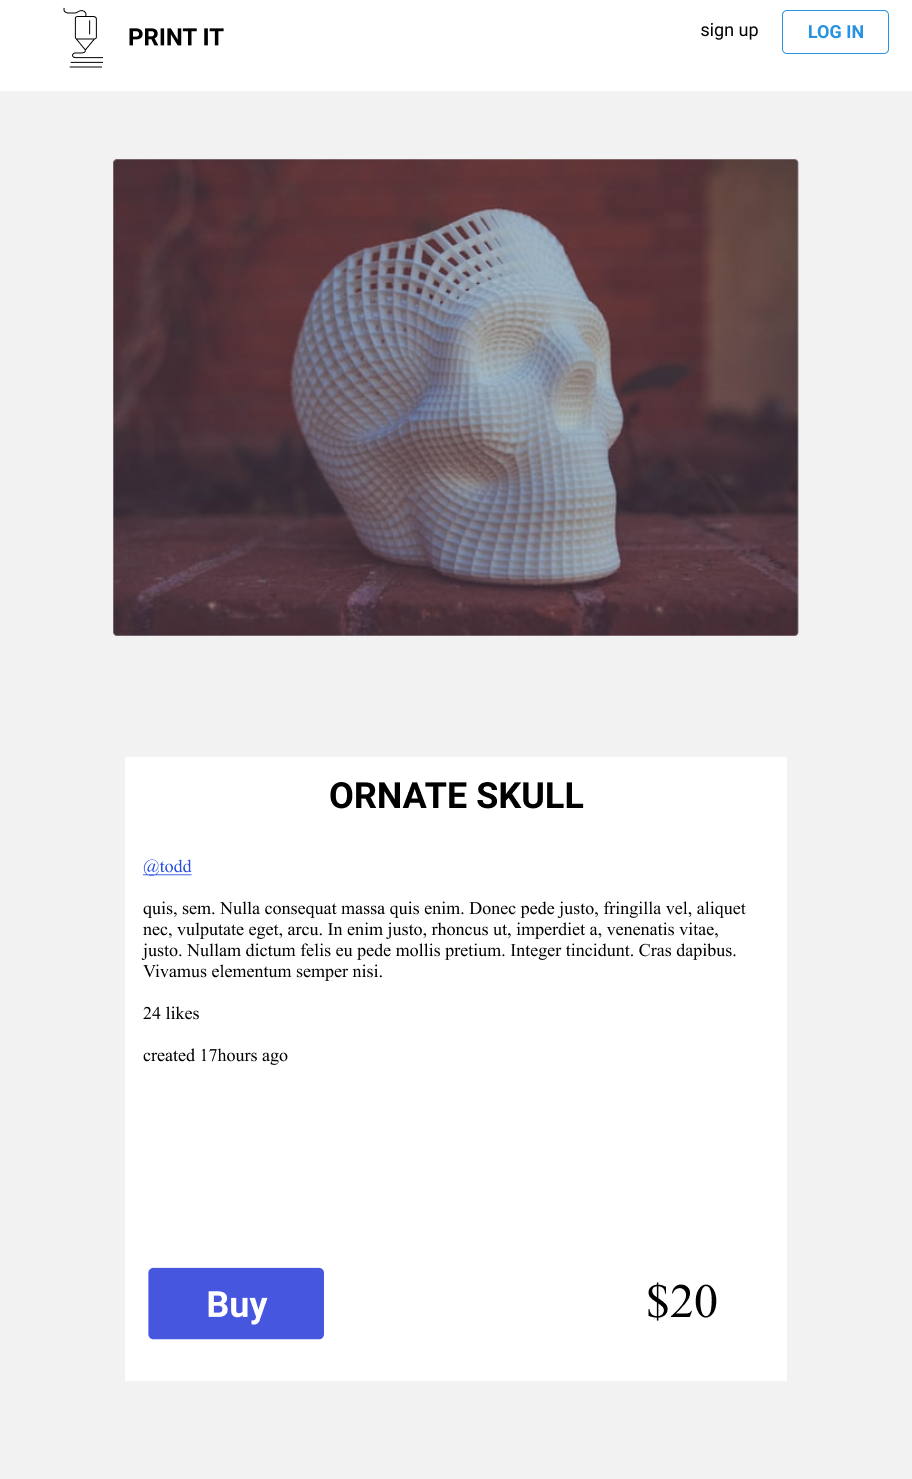 PRINT IT
sign up
LOG IN
ORNATE SKULL
@todd
quis, sem. Nulla consequat massa quis enim. Donec pede justo, fringilla vel, aliquet
nec, vulputate eget, arcu. In enim justo, rhoncus ut, imperdiet a, venenatis vitae,
justo. Nullam dictum felis eu pede mollis pretium. Integer tincidunt. Cras dapibus.
Vivamus elementum semper nisi.
24 likes
created 17hours ago
Buy
$20